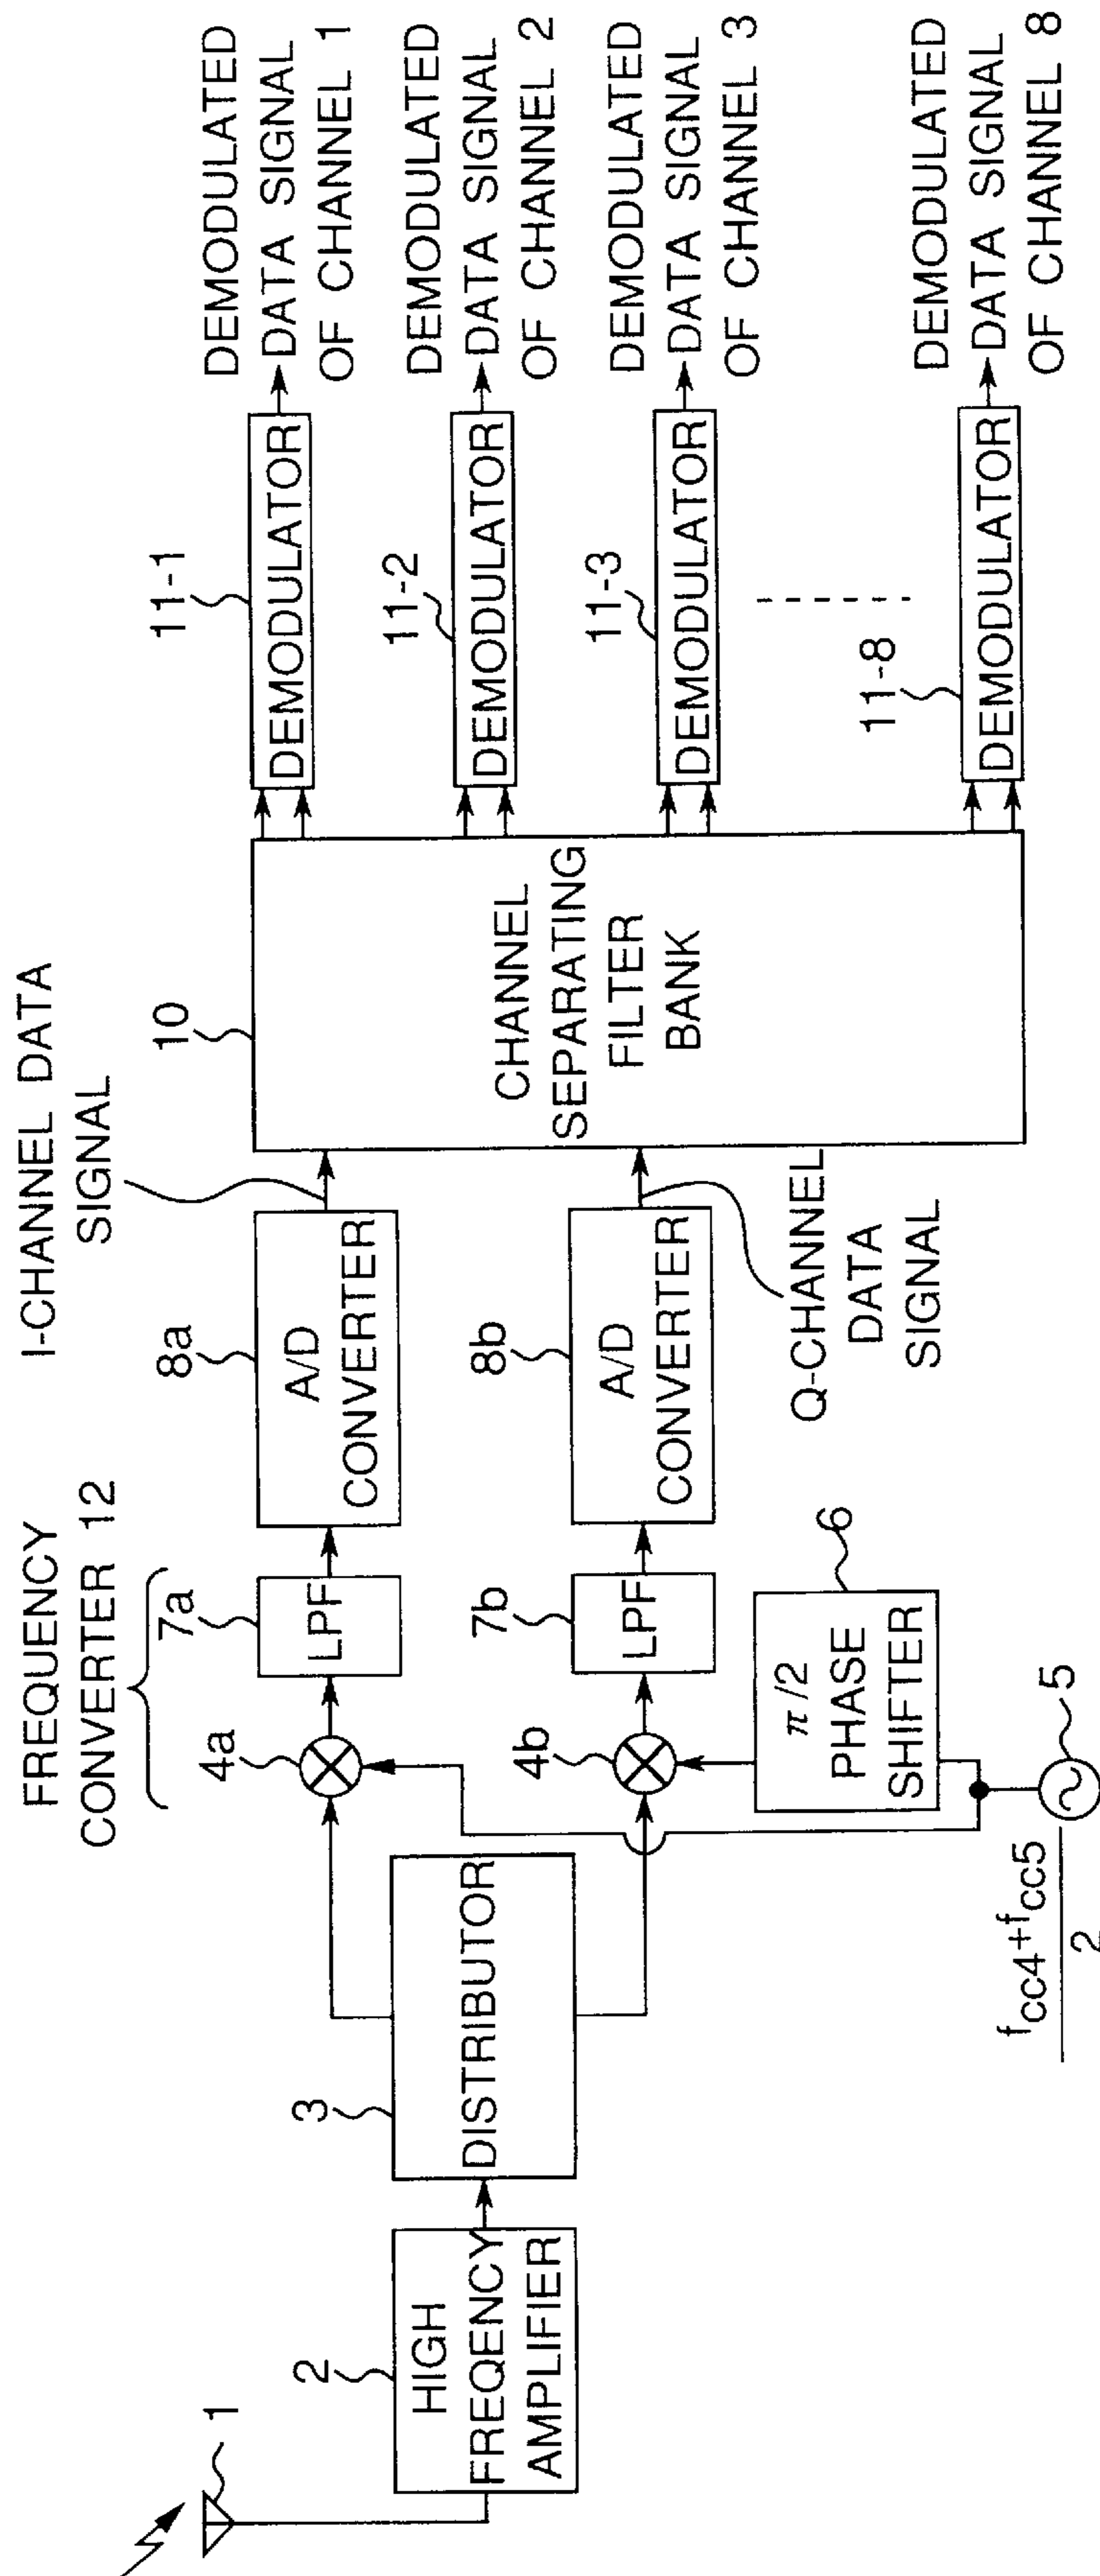 1
2
HIGH
FREQENCY
AMPLIFIER
3
DISTRIBUTOR
FREQUENCY
CONVERTER 12
4a
7a
LPF
4b
7b
LPF
π/2
PHASE
SHIFTER
6
5
fcc4+fcc5
2
I-CHANNEL DATA
SIGNAL
8a
A/D
CONVERTER
8b
A/D
CONVERTER
Q-CHANNEL
DATA
SIGNAL
10
CHANNEL
SEPARATING
FILTER
BANK
11-1
DEMODULATOR
DEMODULATED
DATA SIGNAL
OF CHANNEL 1
11-2
DEMODULATOR
DEMODULATED
DATA SIGNAL
OF CHANNEL 2
11-3
DEMODULATOR
DEMODULATED
DATA SIGNAL
OF CHANNEL 3
11-8
DEMODULATOR
DEMODULATED
DATA SIGNAL
OF CHANNEL 8